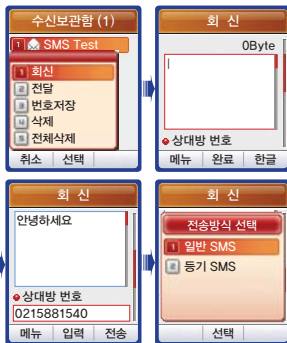 수신보관함 (1)
1 SMS Test
1 회신
2 전달
3 번호저장
4 삭제
5 전체삭제
취소 선택
회 신
0Byte
상대방 번호
메뉴 완료 한글
회 신
안녕하세요
상대방 번호
0215881540
메뉴 입력 전송
회 신
전송방식 선택
1 일반 SMS
2 등기 SMS
선택